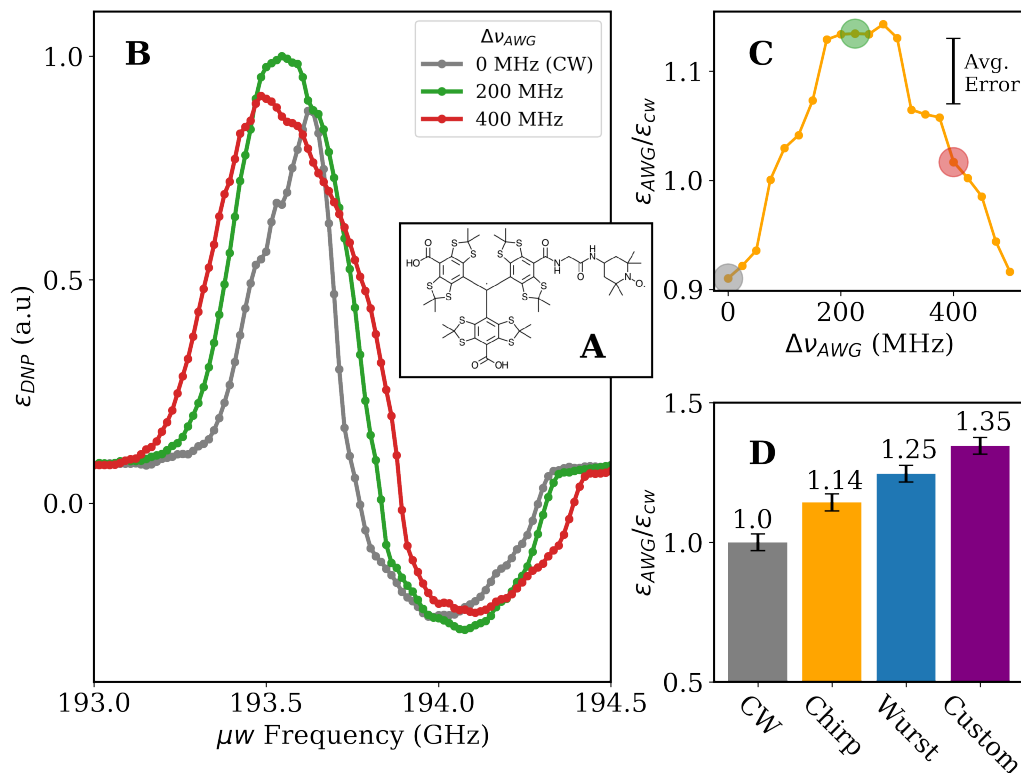 B
Δν_AWG
0 MHz (CW)
200 MHz
400 MHz
1.0
0.5
0.0
ε_DNP (a.u)
193.0 193.5 194.0 194.5
μw Frequency (GHz)
A
O
HO
S S
S S
S S
S S
S S
S S
O
N
H
O
H
N
N
O·
O OH
C
Avg.
Error
1.1
1.0
0.9
ε_AWG/ε_CW
0 200 400
Δν_AWG (MHz)
D
1.0
1.14
1.25
1.35
1.5
1.0
0.5
ε_AWG/ε_CW
CW
Chirp
Wurst
Custom